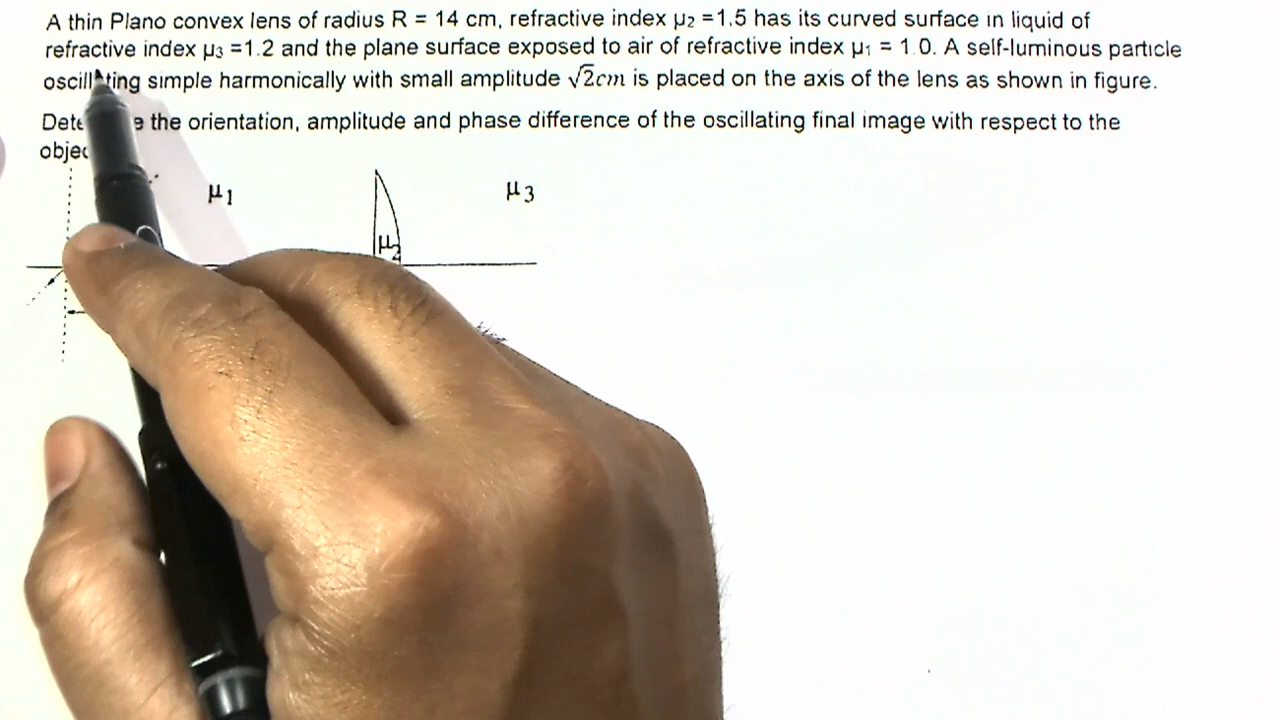 A thin Plano convex lens of radius R = 14 cm, refractive index μ₂ =1.5 has its curved surface in liquid of
refractive index μ₃ =1.2 and the plane surface exposed to air of refractive index μ₁ = 1.0. A self-luminous particle
oscillating simple harmonically with small amplitude √2cm is placed on the axis of the lens as shown in figure.
the orientation, amplitude and phase difference of the oscillating final image with respect to the
μ1
μ3
μ2